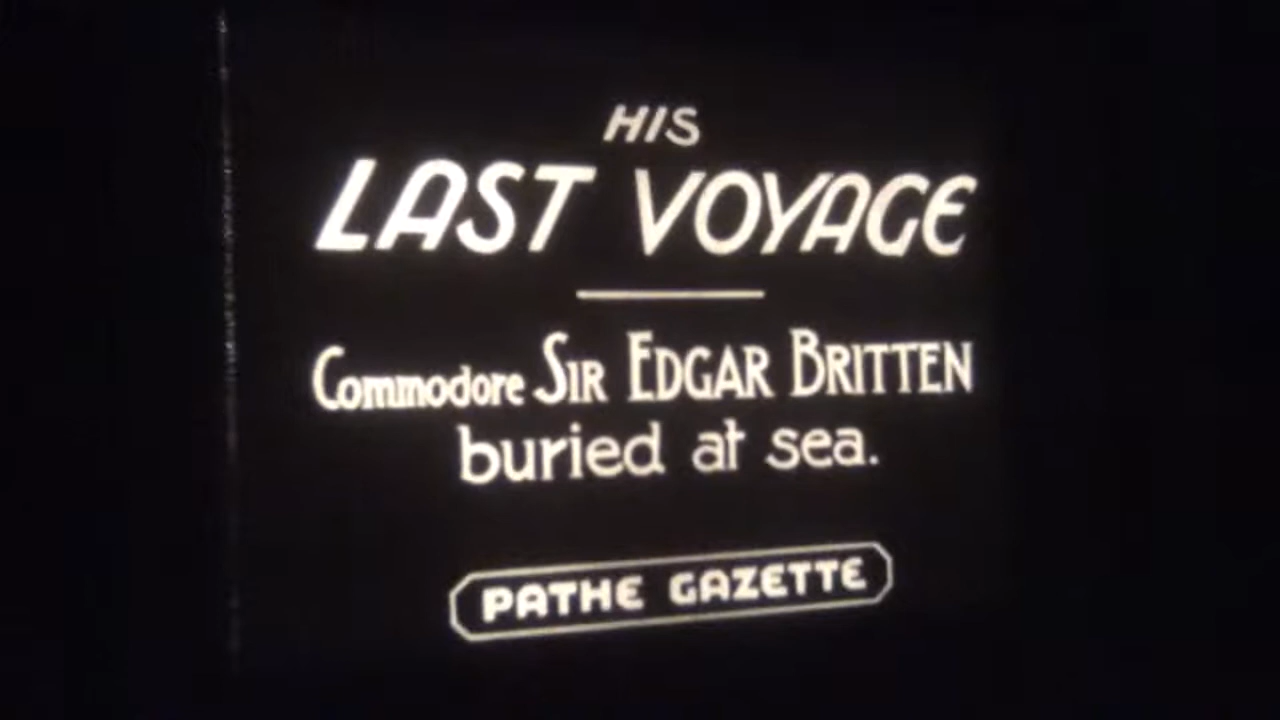 HIS
LAST VOYAGE
Commodore SIR EDGAR BRITTEN
buried at sea.
PATHE GAZETTE